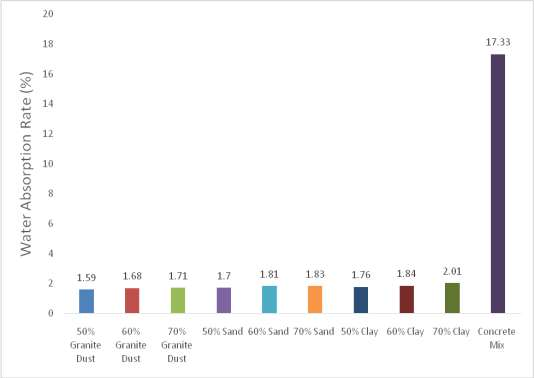 20
18
16
14
12
10
8
6
4
2
0
Water Absorption Rate (%)
1.59
1.68
1.71
1.7
1.81
1.83
1.76
1.84
2.01
17.33
50%
Granite
Dust
60%
Granite
Dust
70%
Granite
Dust
50% Sand
60% Sand
70% Sand
50% Clay
60% Clay
70% Clay
Concrete
Mix